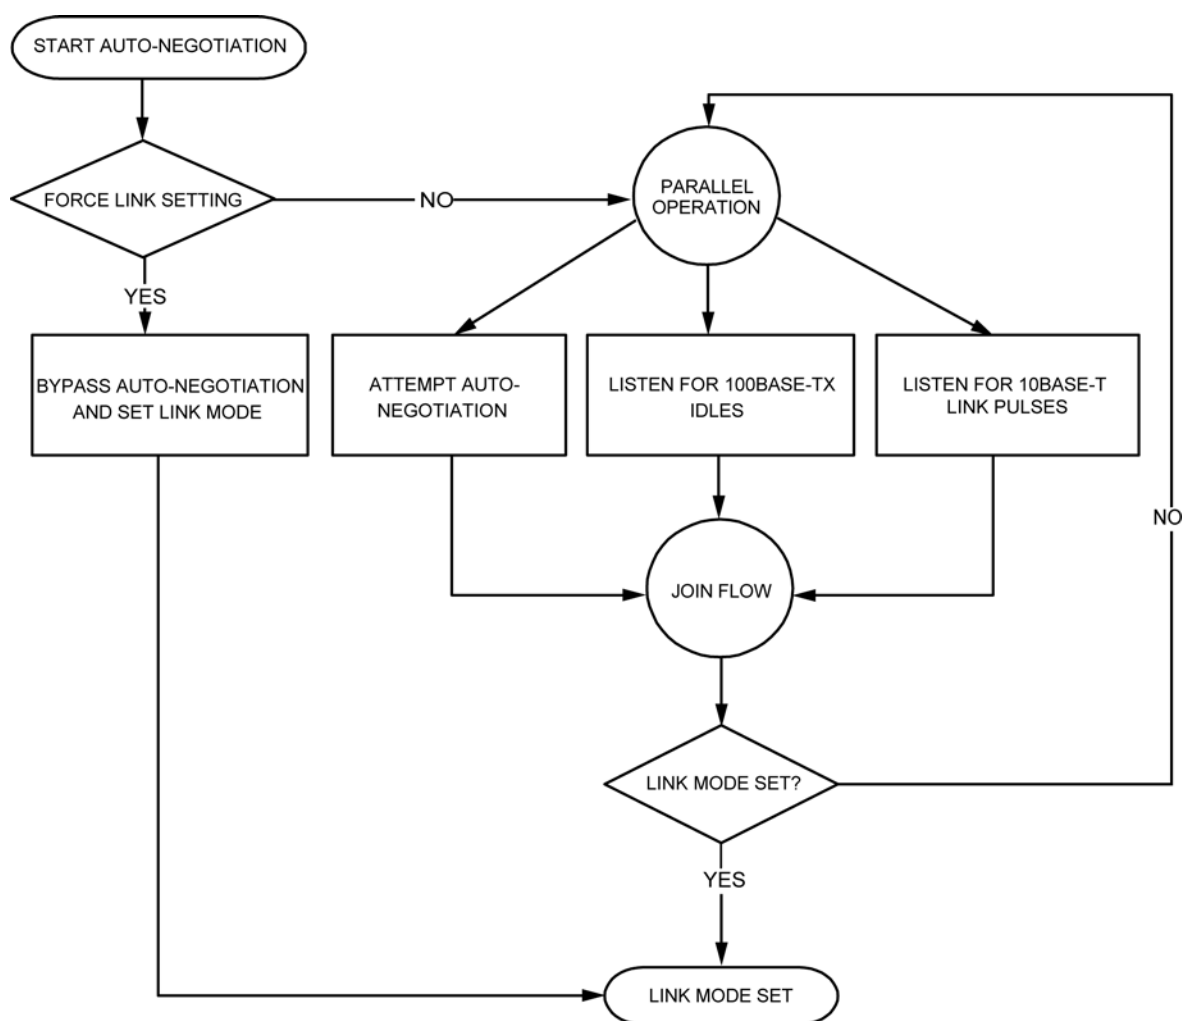 START AUTO-NEGOTIATION
FORCE LINK SETTING
NO
PARALLEL
OPERATION
YES
BYPASS AUTO-NEGOTIATION
AND SET LINK MODE
ATTEMPT AUTO-
NEGOTIATION
LISTEN FOR 100BASE-TX
IDLES
LISTEN FOR 10BASE-T
LINK PULSES
NO
JOIN FLOW
LINK MODE SET?
YES
LINK MODE SET